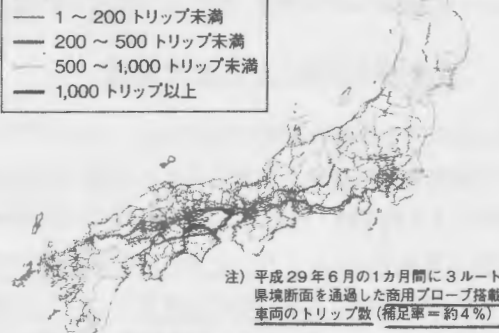 1 ~ 200 トリップ未満
200 ~ 500 トリップ未満
500 ~ 1,000 トリップ未満
1,000 トリップ以上
注) 平成29年6月の1カ月間に3ルート
県境断面を通過した商用プローブ搭載
車両のトリップ数 (補足率=約4%)